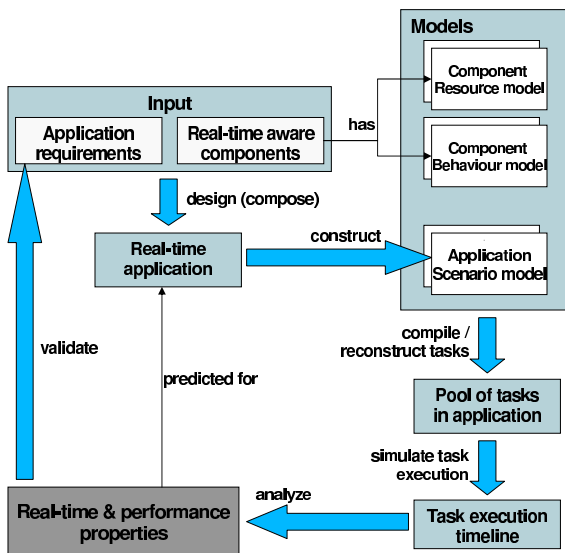 Models
Component
Resource model
Input
Application
requirements
Real-time aware
components
has
Component
Behaviour model
design (compose)
Real-time
application
construct
Application
Scenario model
compile /
reconstruct tasks
validate
predicted for
Pool of tasks
in application
simulate task
execution
analyze
Real-time & performance
properties
Task execution
timeline